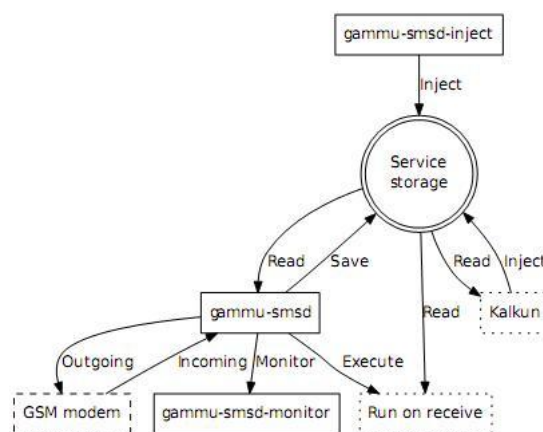 gammu-smsd-inject
Inject
Service
storage
Read
Save
Read
Inject
gammu-smsd
Read
Kalkun
Outgoing
Incoming
Monitor
Execute
GSM modem
gammu-smsd-monitor
Run on receive